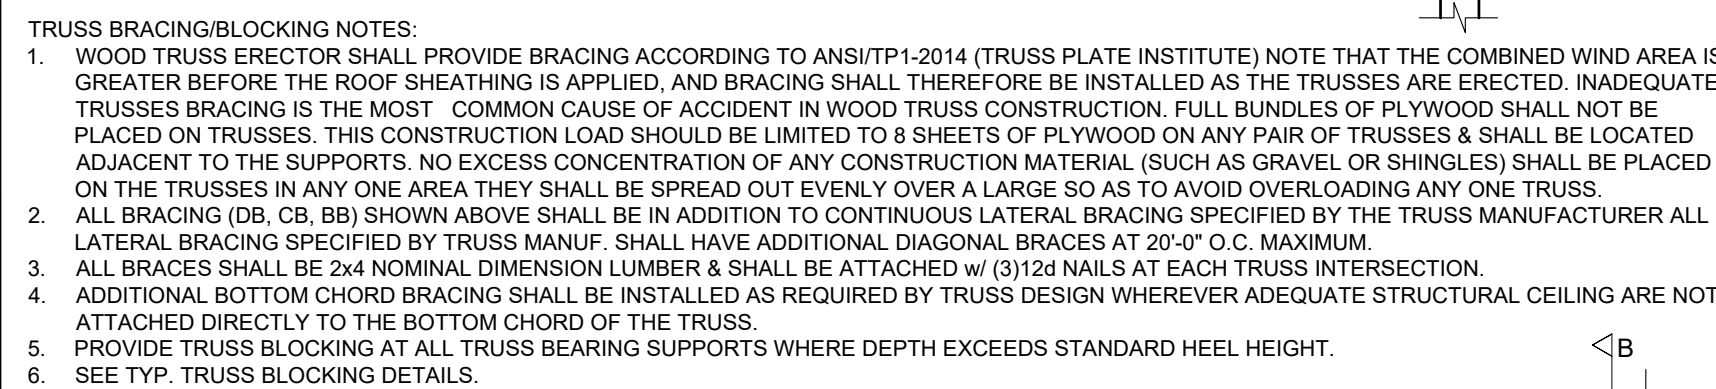 TRUSS BRACING/BLOCKING NOTES:
1. WOOD TRUSS ERECTOR SHALL PROVIDE BRACING ACCORDING TO ANSI/TP1-2014 (TRUSS PLATE INSTITUTE) NOTE THAT THE COMBINED WIND AREA IS
GREATER BEFORE THE ROOF SHEATHING IS APPLIED, AND BRACING SHALL THEREFORE BE INSTALLED AS THE TRUSSES ARE ERECTED. INADEQUATE
TRUSSES BRACING IS THE MOST COMMON CAUSE OF ACCIDENT IN WOOD TRUSS CONSTRUCTION. FULL BUNDLES OF PLYWOOD SHALL NOT BE
PLACED ON TRUSSES. THIS CONSTRUCTION LOAD SHOULD BE LIMITED TO 8 SHEETS OF PLYWOOD ON ANY PAIR OF TRUSSES & SHALL BE LOCATED
ADJACENT TO THE SUPPORTS. NO EXCESS CONCENTRATION OF ANY CONSTRUCTION MATERIAL (SUCH AS GRAVEL OR SHINGLES) SHALL BE PLACED
ON THE TRUSSES IN ANY ONE AREA THEY SHALL BE SPREAD OUT EVENLY OVER A LARGE SO AS TO AVOID OVERLOADING ANY ONE TRUSS.
2. ALL BRACING (DB, CB, BB) SHOWN ABOVE SHALL BE IN ADDITION TO CONTINUOUS LATERAL BRACING SPECIFIED BY THE TRUSS MANUFACTURER ALL
LATERAL BRACING SPECIFIED BY TRUSS MANUF. SHALL HAVE ADDITIONAL DIAGONAL BRACES AT 20'-0" O.C. MAXIMUM.
3. ALL BRACES SHALL BE 2x4 NOMINAL DIMENSION LUMBER & SHALL BE ATTACHED w/ (3)12d NAILS AT EACH TRUSS INTERSECTION.
4. ADDITIONAL BOTTOM CHORD BRACING SHALL BE INSTALLED AS REQUIRED BY TRUSS DESIGN WHEREVER ADEQUATE STRUCTURAL CEILING ARE NOT
ATTACHED DIRECTLY TO THE BOTTOM CHORD OF THE TRUSS.
5. PROVIDE TRUSS BLOCKING AT ALL TRUSS BEARING SUPPORTS WHERE DEPTH EXCEEDS STANDARD HEEL HEIGHT.
B
6. SEE TYP. TRUSS BLOCKING DETAILS.